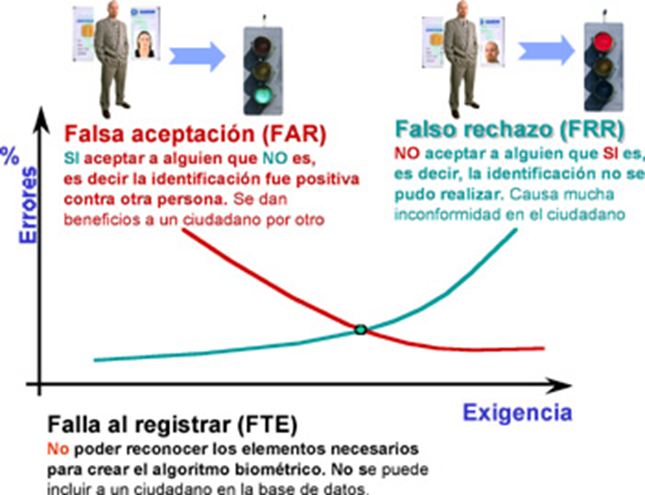 Falsa aceptación (FAR)
SI aceptar a alguien que NO es,
es decir la identificación fue positiva
contra otra persona. Se dan
beneficios a un ciudadano por otro
Falso rechazo (FRR)
NO aceptar a alguien que SI es,
es decir, la identificación no se
pudo realizar. Causa mucha
inconformidad en el ciudadano
%
Errores
Exigencia
Falla al registrar (FTE)
No poder reconocer los elementos necesarios
para crear el algoritmo biométrico. No se puede
incluir a un ciudadano en la base de datos.